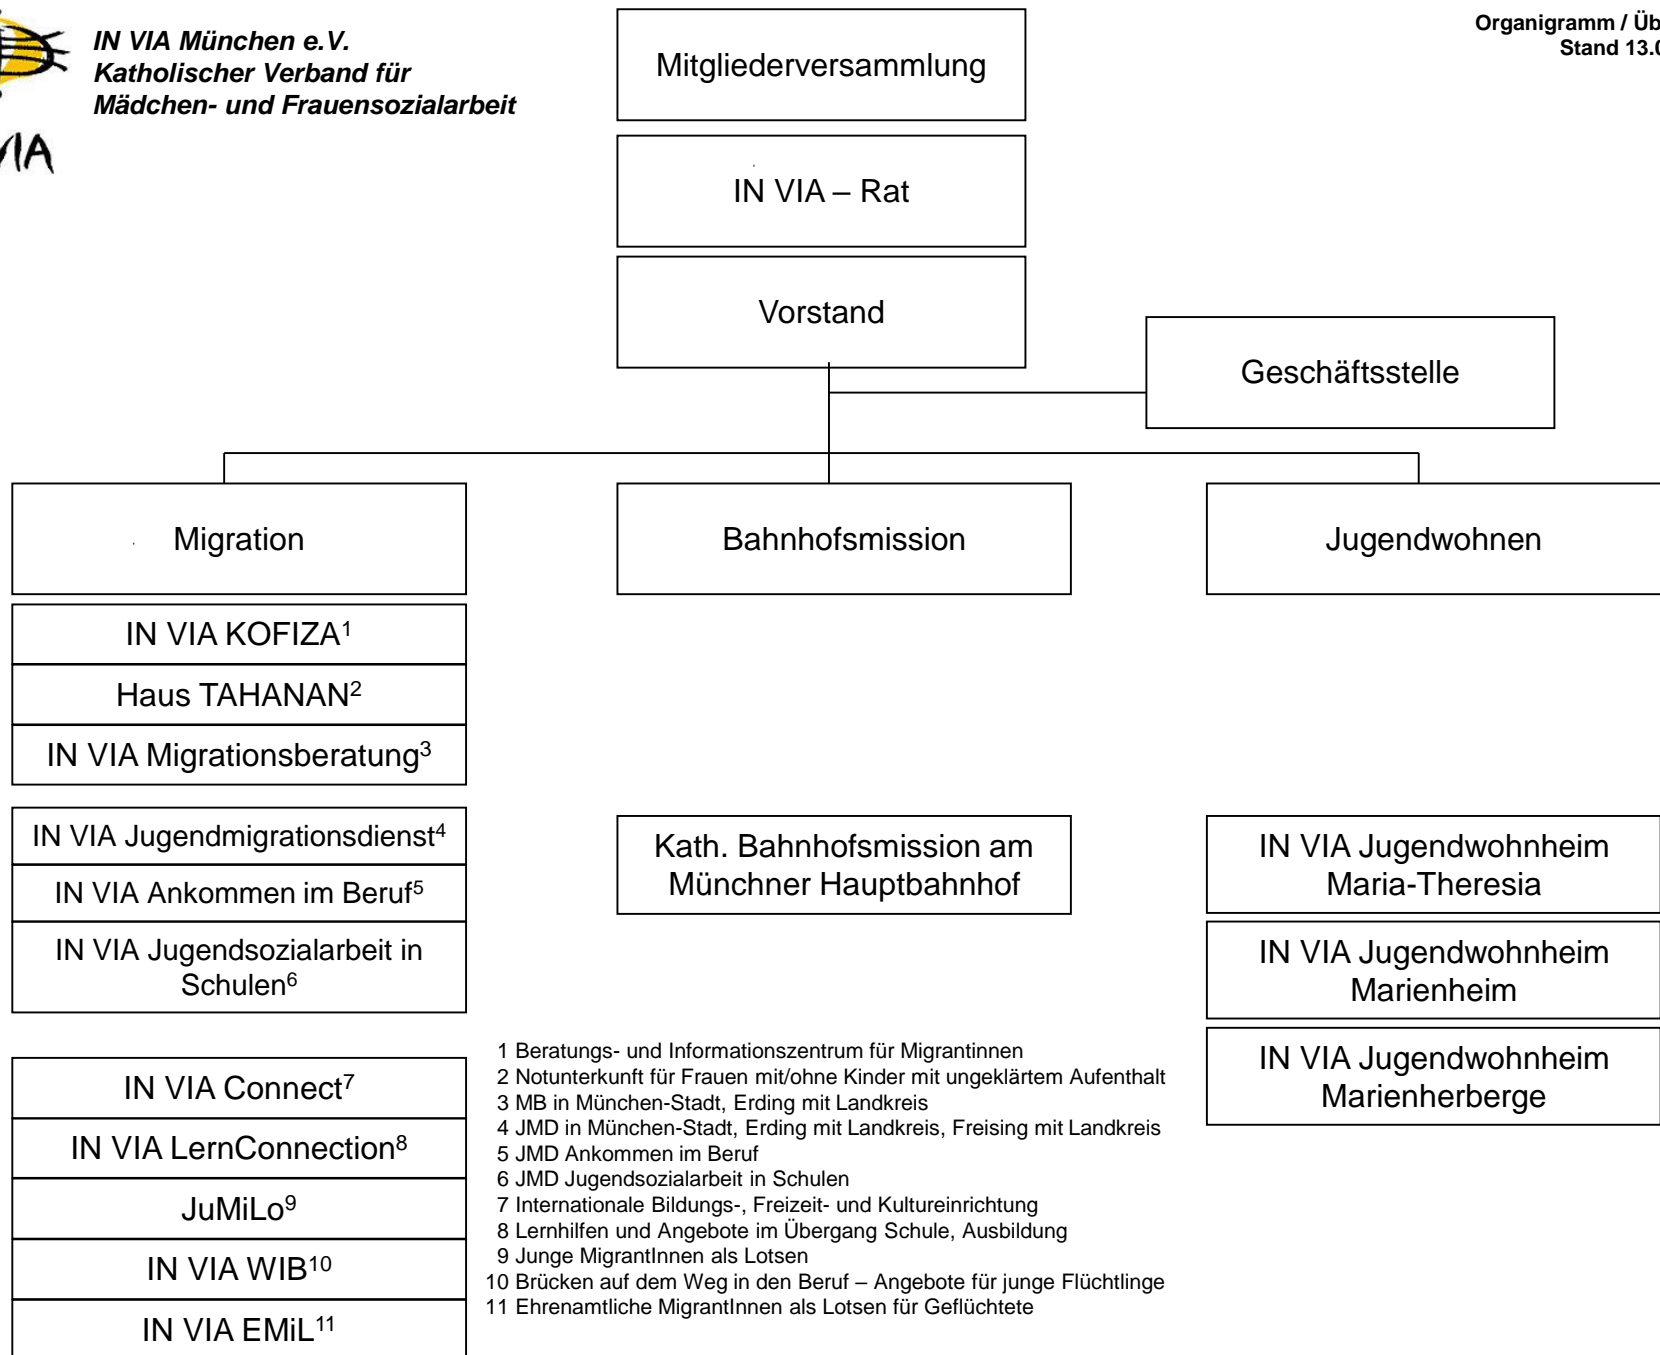 IN VIA München e.V.
Katholischer Verband für
Mädchen- und Frauensozialarbeit
VIA
Organigramm / Üb
Stand 13.0
Mitgliederversammlung
IN VIA – Rat
Vorstand
Geschäftsstelle
Migration
Bahnhofsmission
Jugendwohnen
IN VIA KOFIZA¹
Haus TAHANAN²
IN VIA Migrationsberatung³
IN VIA Jugendmigrationsdienst⁴
IN VIA Ankommen im Beruf⁵
IN VIA Jugendsozialarbeit in
Schulen⁶
IN VIA Connect⁷
IN VIA LernConnection⁸
JuMiLo⁹
IN VIA WIB¹⁰
IN VIA EMiL¹¹
Kath. Bahnhofsmission am
Münchner Hauptbahnhof
IN VIA Jugendwohnheim
Maria-Theresia
IN VIA Jugendwohnheim
Marienheim
IN VIA Jugendwohnheim
Marienherberge
1 Beratungs- und Informationszentrum für Migrantinnen
2 Notunterkunft für Frauen mit/ohne Kinder mit ungeklärtem Aufenthalt
3 MB in München-Stadt, Erding mit Landkreis
4 JMD in München-Stadt, Erding mit Landkreis, Freising mit Landkreis
5 JMD Ankommen im Beruf
6 JMD Jugendsozialarbeit in Schulen
7 Internationale Bildungs-, Freizeit- und Kultureinrichtung
8 Lernhilfen und Angebote im Übergang Schule, Ausbildung
9 Junge MigrantInnen als Lotsen
10 Brücken auf dem Weg in den Beruf – Angebote für junge Flüchtlinge
11 Ehrenamtliche MigrantInnen als Lotsen für Geflüchtete